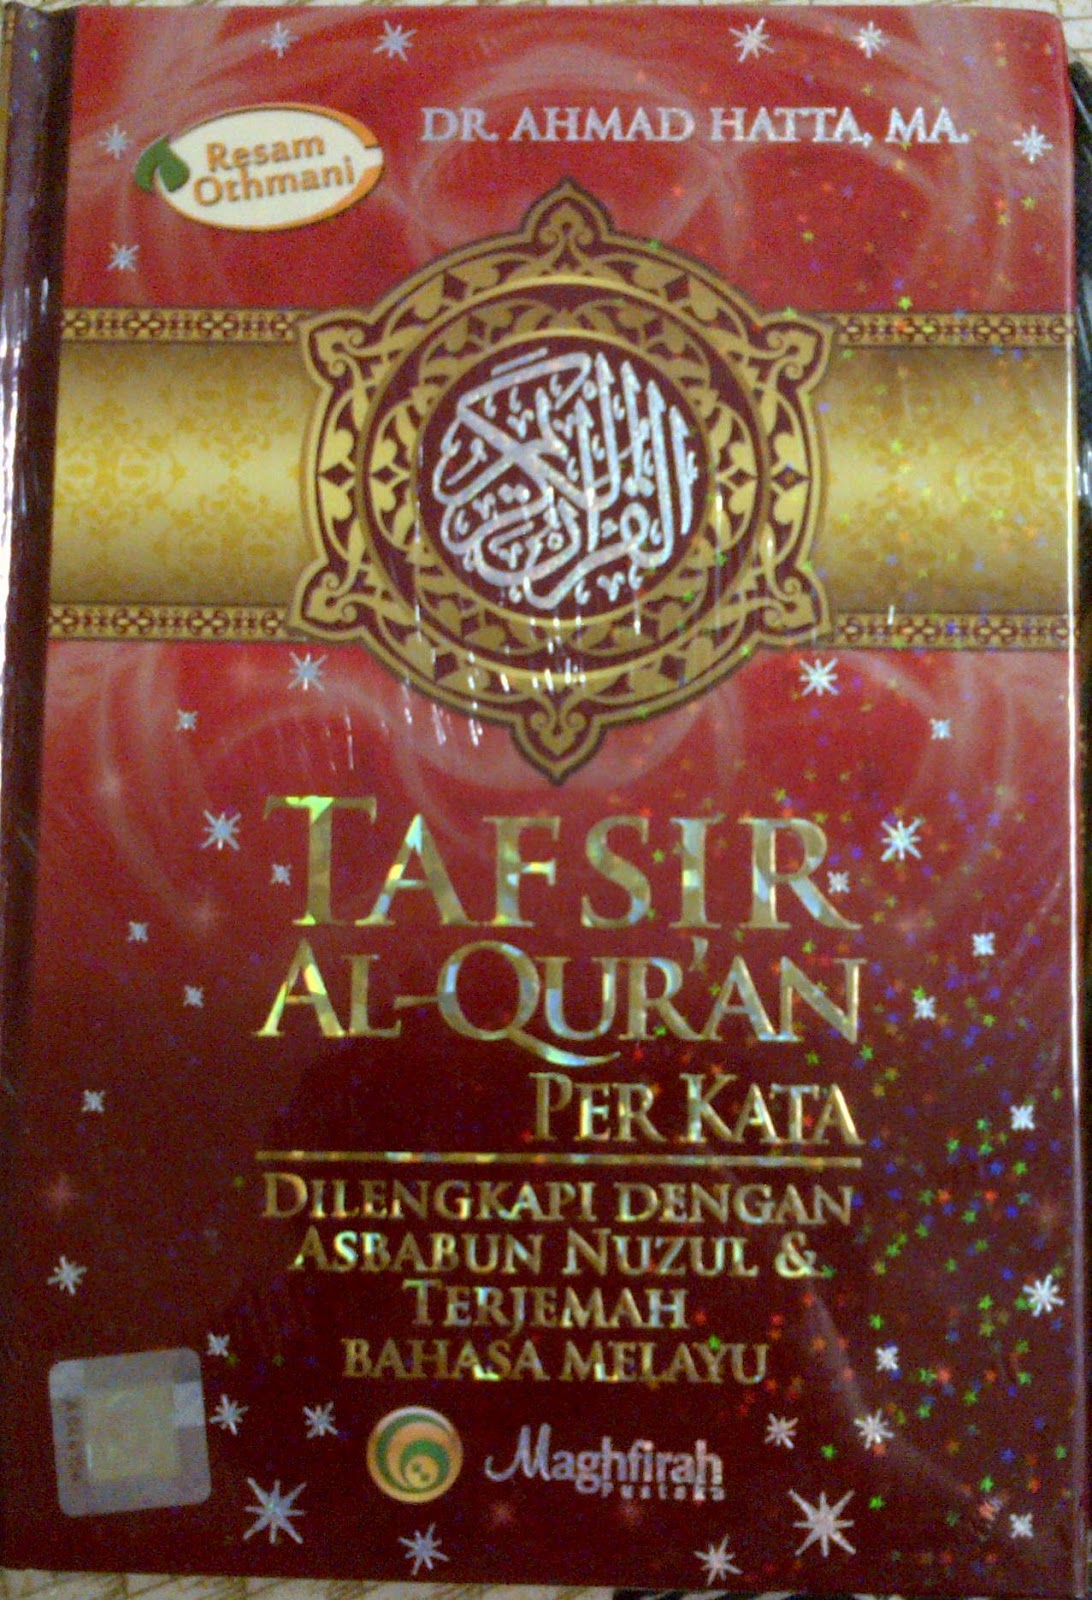 DR. AHMAD HATTA, MA.
Resam
Othmani
القرآن الكريم
TAFSIR
AL-QUR'AN
PER KATA
DILENGKAPI DENGAN
ASBABUN NUZUL &
TERJEMAH
BAHASA MELAYU
Maghfirah
Pustaka